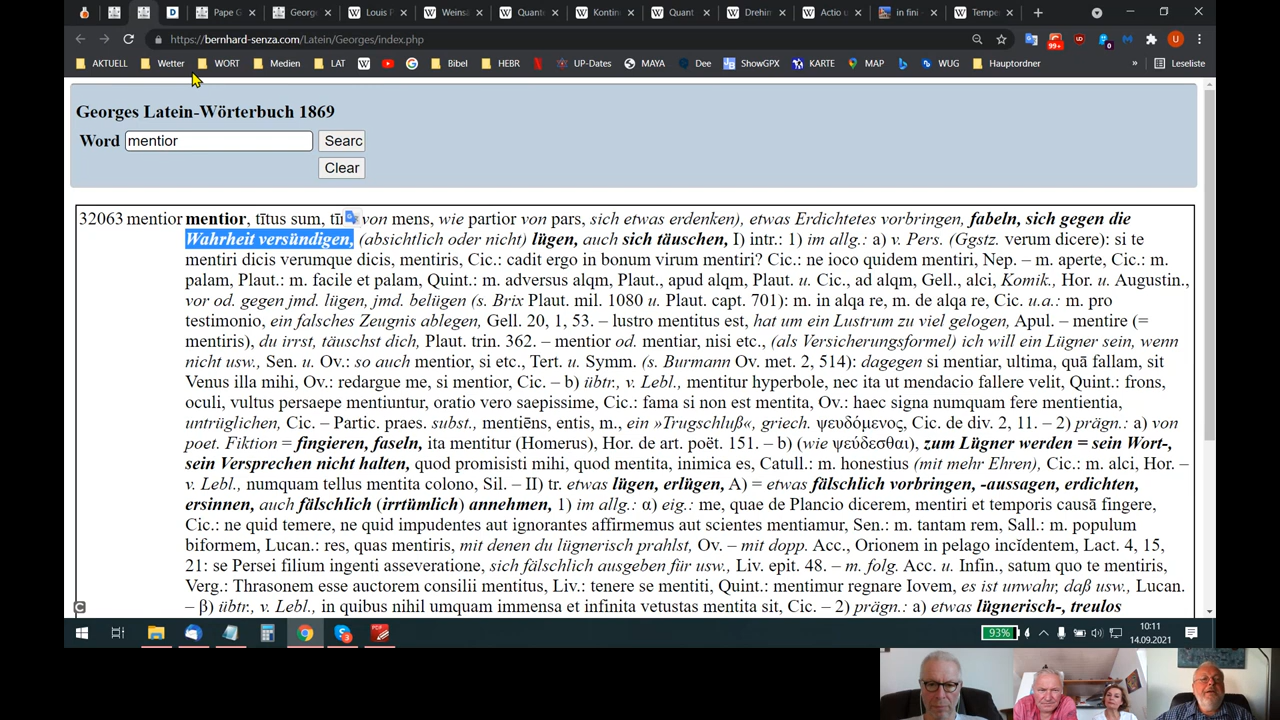 Pape G
Georges
Louis P
Weinsä
Quante
Kontin
Quant
Drehim
Actio u
in fini -
Temper
https://bernhard-senza.com/Latein/Georges/index.php
AKTUELL Wetter WORT Medien LAT Bibel HEBR UP-Dates MAYA Dee ShowGPX KARTE MAP WUG Hauptordner » Leseliste
Georges Latein-Wörterbuch 1869
Word mentior Searc
Clear
32063 mentior mentior, tītus sum, tīr von mens, wie partior von pars, sich etwas erdenken), etwas Erdichtetes vorbringen, fabeln, sich gegen die
Wahrheit versündigen, (absichtlich oder nicht) lügen, auch sich täuschen, I) intr.: 1) im allg.: a) v. Pers. (Ggstz. verum dicere): si te
mentiri dicis verumque dicis, mentiris, Cic.: cadit ergo in bonum virum mentiri? Cic.: ne ioco quidem mentiri, Nep. – m. aperte, Cic.: m.
palam, Plaut.: m. facile et palam, Quint.: m. adversus alqm, Plaut., apud alqm, Plaut. u. Cic., ad alqm, Gell., alci, Komik., Hor. u. Augustin.,
vor od. gegen jmd. lügen, jmd. belügen (s. Brix Plaut. mil. 1080 u. Plaut. capt. 701): m. in alqa re, m. de alqa re, Cic. u.a.: m. pro
testimonio, ein falsches Zeugnis ablegen, Gell. 20, 1, 53. – lustro mentitus est, hat um ein Lustrum zu viel gelogen, Apul. – mentire (=
mentiris), du irrst, täuschst dich, Plaut. trin. 362. – mentior od. mentiar, nisi etc., (als Versicherungsformel) ich will ein Lügner sein, wenn
nicht usw., Sen. u. Ov.: so auch mentior, si etc., Tert. u. Symm. (s. Burmann Ov. met. 2, 514): dagegen si mentiar, ultima, quā fallam, sit
Venus illa mihi, Ov.: redargue me, si mentior, Cic. – b) übtr., v. Lebl., mentitur hyperbole, nec ita ut mendacio fallere velit, Quint.: frons,
oculi, vultus persaepe mentiuntur, oratio vero saepissime, Cic.: fama si non est mentita, Ov.: haec signa numquam fere mentientia,
untrüglichen, Cic. – Partic. praes. subst., mentiēns, entis, m., ein »Trugschluß«, griech. ψευδόμενος, Cic. de div. 2, 11. – 2) prägn.: a) von
poet. Fiktion = fingieren, faseln, ita mentitur (Homerus), Hor. de art. poët. 151. – b) (wie ψεύδεσθαι), zum Lügner werden = sein Wort-,
sein Versprechen nicht halten, quod promisisti mihi, quod mentita, inimica es, Catull.: m. honestius (mit mehr Ehren), Cic.: m. alci, Hor. –
v. Lebl., numquam tellus mentita colono, Sil. – II) tr. etwas lügen, erlügen, A) = etwas fälschlich vorbringen, -aussagen, erdichten,
ersinnen, auch fälschlich (irrtümlich) annehmen, 1) im allg.: α) eig.: me, quae de Plancio dicerem, mentiri et temporis causā fingere,
Cic.: ne quid temere, ne quid impudentes aut ignorantes affirmemus aut scientes mentiamur, Sen.: m. tantam rem, Sall.: m. populum
biformem, Lucan.: res, quas mentiris, mit denen du lügnerisch prahlst, Ov. – mit dopp. Acc., Orionem in pelago incīdentem, Lact. 4, 15,
21: se Persei filium ingenti asseveratione, sich fälschlich ausgeben für usw., Liv. epit. 48. – m. folg. Acc. u. Infin., satum quo te mentiris,
Verg.: Thrasonem esse auctorem consilii mentitus, Liv.: tenere se mentiti, Quint.: mentimur regnare Iovem, es ist unwahr, daß usw., Lucan.
– β) übtr., v. Lebl., in quibus nihil umquam immensa et infinita vetustas mentita sit, Cic. – 2) prägn.: a) etwas lügnerisch-, treulos
93%
10:11
14.09.2021